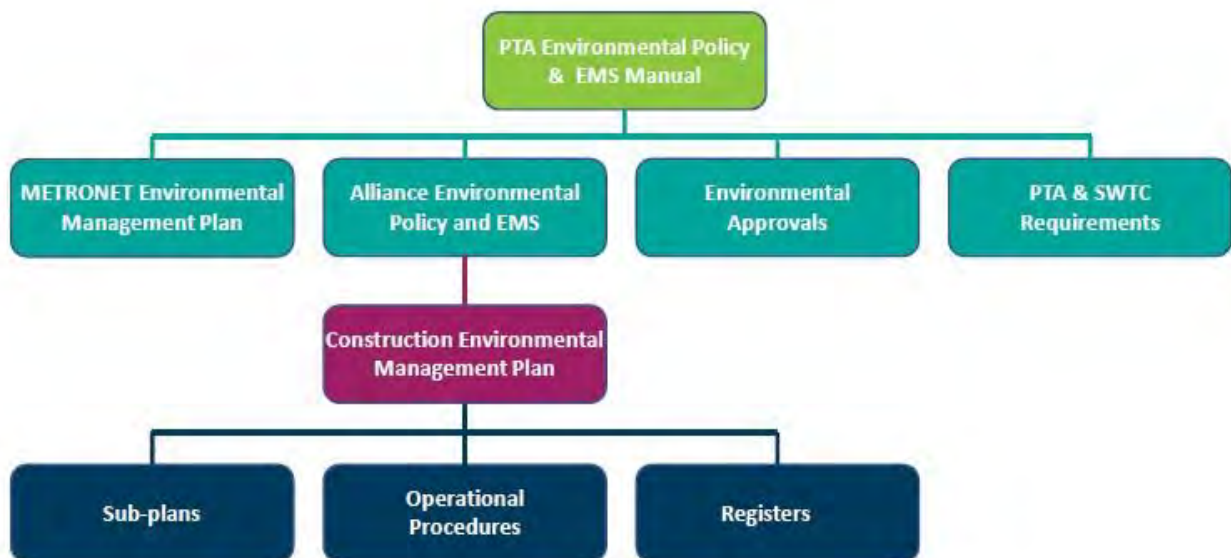 PTA Environmental Policy
& EMS Manual
METRONET Environmental
Management Plan
Alliance Environmental
Policy and EMS
Environmental
Approvals
PTA & SWTC
Requirements
Construction Environmental
Management Plan
Sub-plans
Operational
Procedures
Registers